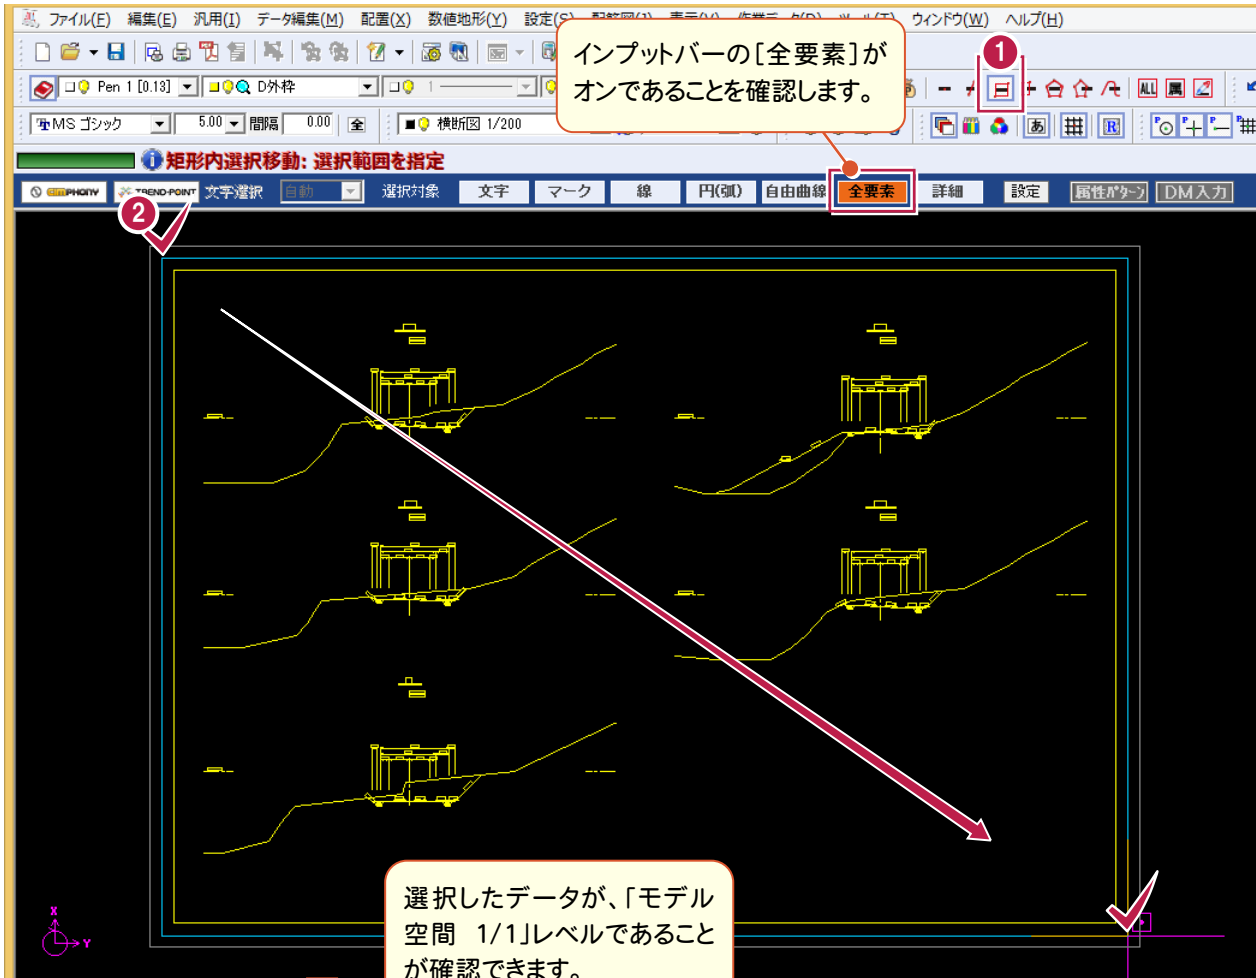 ファイル(F) 編集(E) 汎用(I) データ編集(M) 配置(X) 数値地形(Y) 設定(S) ウィンドウ(W) ヘルプ(H)
インプットバーの[全要素]が
オンであることを確認します。
1
Pen 1 [0.13] D外枠 1 ALL 属
MS ゴシック 5.00 間隔 0.00 全 横断図 1/200 あ R
矩形内選択移動: 選択範囲を指定
TREND-POINT 文字選択 自動 選択対象 文字 マーク 線 円(弧) 自由曲線 全要素 詳細 設定 属性パターン DM入力
2
選択したデータが、「モデル
空間 1/1」レベルであること
が確認できます。
X
Y